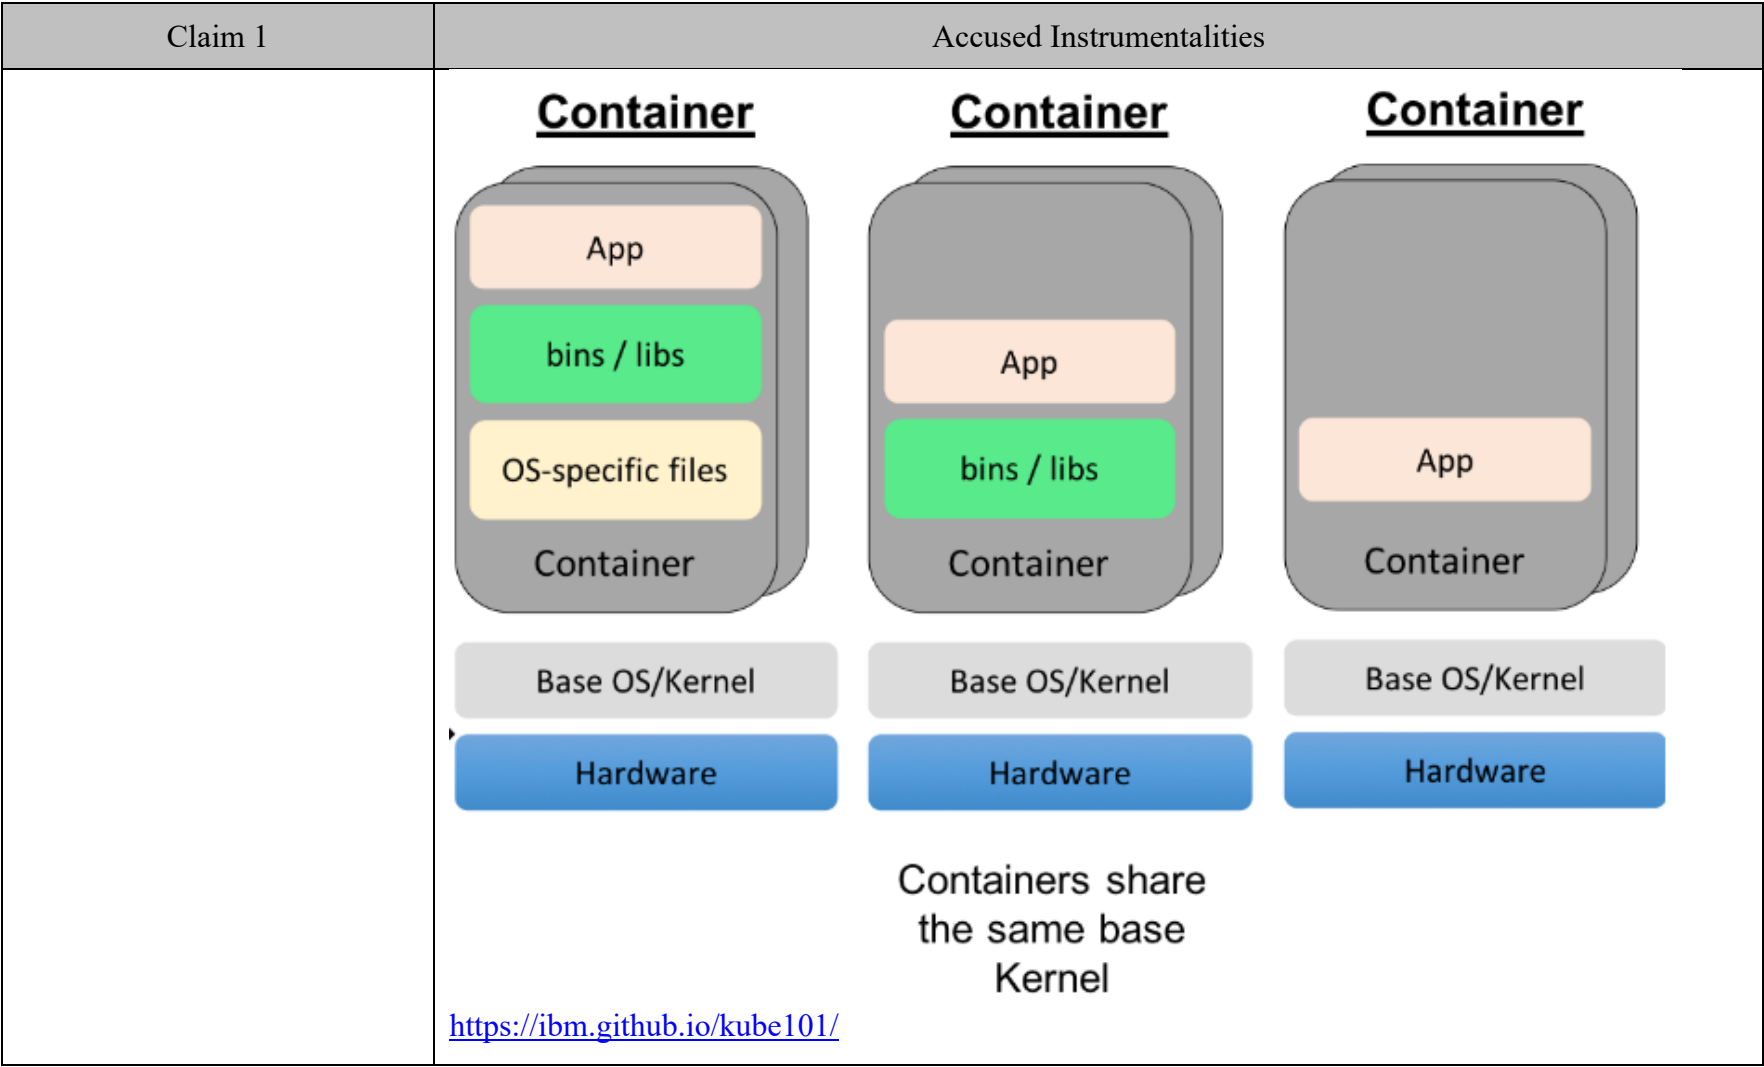 Claim 1
Accused Instrumentalities
Container
App
bins / libs
OS-specific files
Container
Base OS/Kernel
Hardware
Container
App
bins / libs
Container
Base OS/Kernel
Hardware
Container
App
Container
Base OS/Kernel
Hardware
Containers share
the same base
Kernel
https://ibm.github.io/kube101/